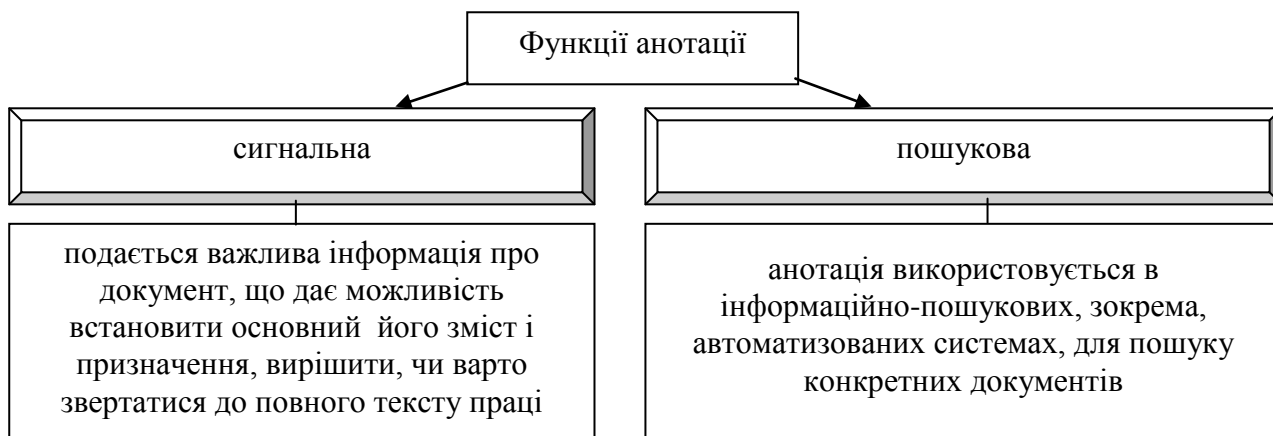 Функції анотації
сигнальна
пошукова
подається важлива інформація про
документ, що дає можливість
встановити основний його зміст і
призначення, вирішити, чи варто
звертатися до повного тексту праці
анотація використовується в
інформаційно-пошукових, зокрема,
автоматизованих системах, для пошуку
конкретних документів